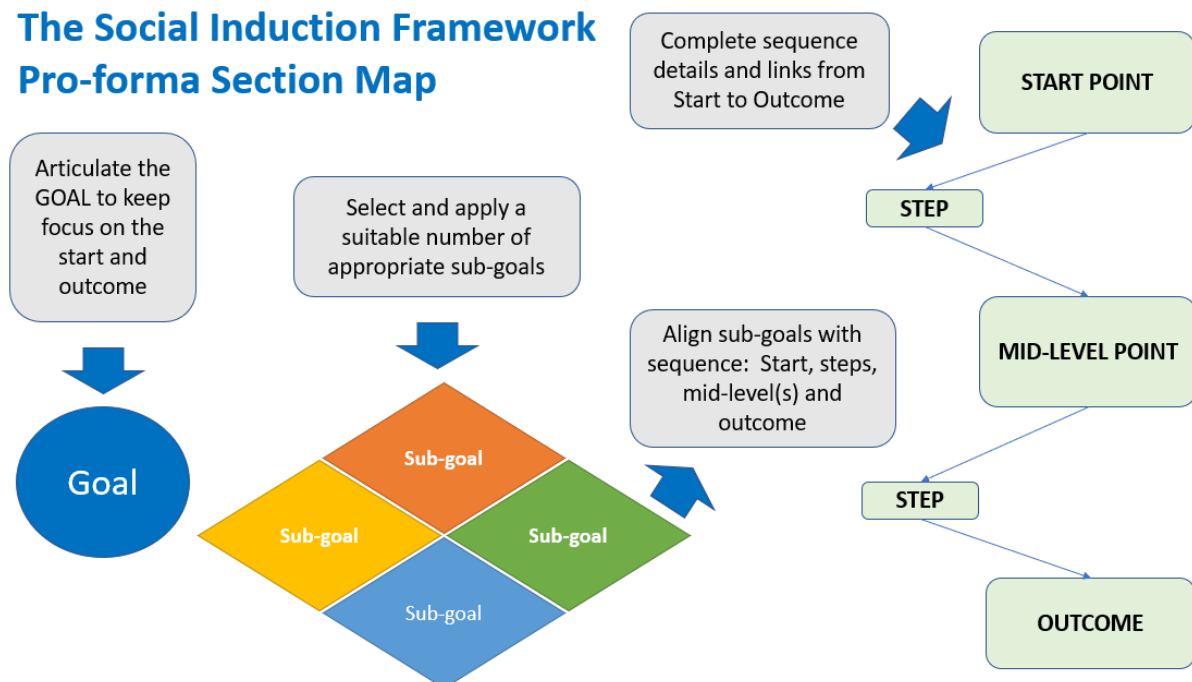 The Social Induction Framework
Pro-forma Section Map
Articulate the
GOAL to keep
focus on the
start and
outcome
Goal
Select and apply a
suitable number of
appropriate sub-goals
Sub-goal
Sub-goal
Sub-goal
Sub-goal
Align sub-goals with
sequence: Start, steps,
mid-level(s) and
outcome
Complete sequence
details and links from
Start to Outcome
START POINT
STEP
MID-LEVEL POINT
STEP
OUTCOME